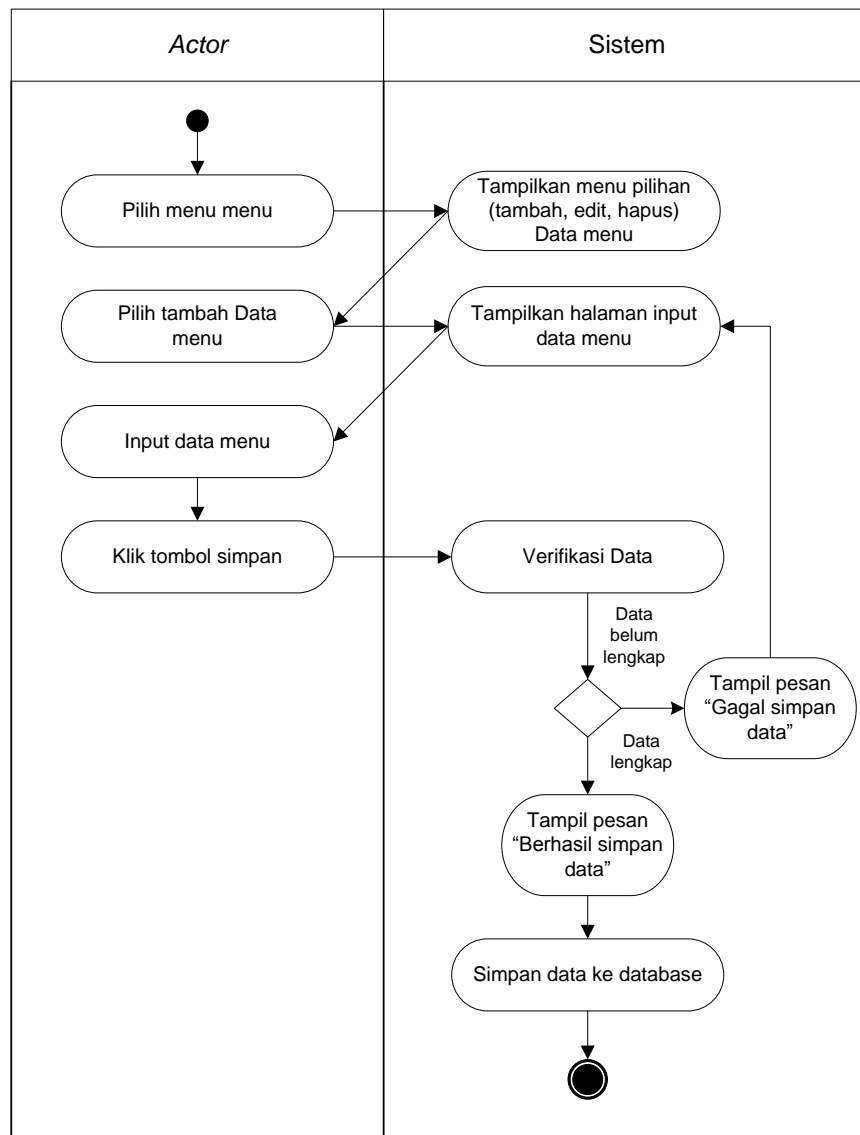 Actor
Sistem
Pilih menu menu
Tampilkan menu pilihan
(tambah, edit, hapus)
Data menu
Pilih tambah Data
menu
Tampilkan halaman input
data menu
Input data menu
Klik tombol simpan
Verifikasi Data
Data
belum
lengkap
Tampil pesan
“Gagal simpan
data”
Data
lengkap
Tampil pesan
“Berhasil simpan
data”
Simpan data ke database